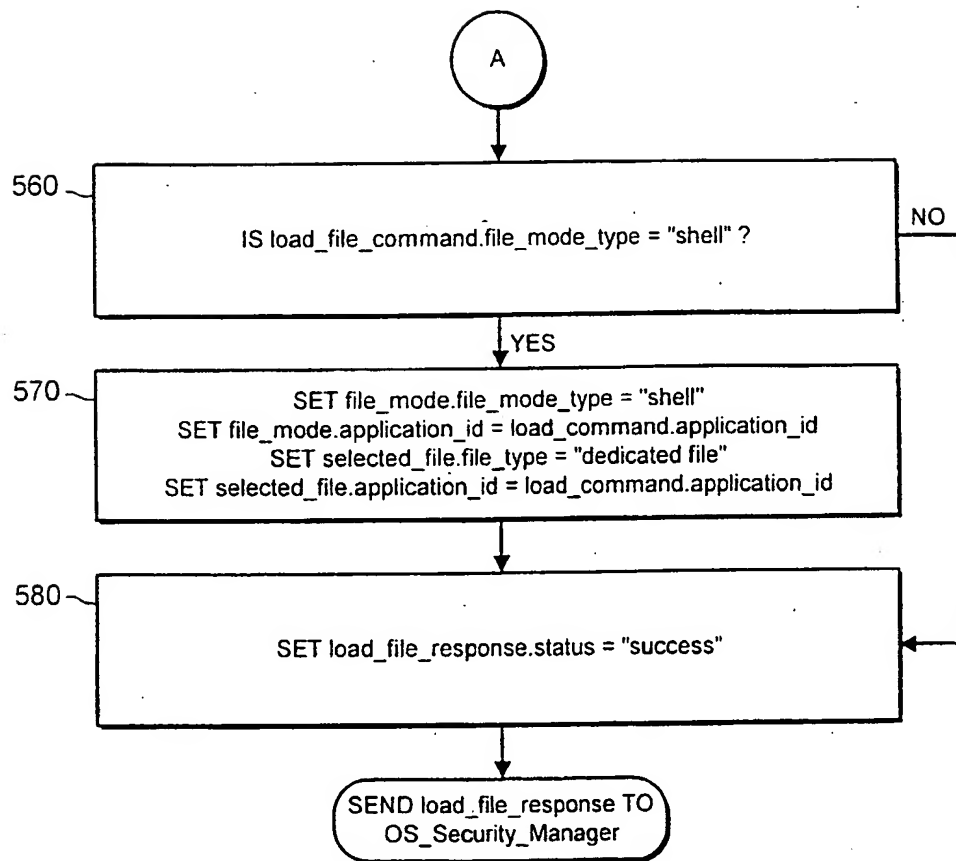 A
560
IS load_file_command.file_mode_type = "shell" ?
NO
YES
570
SET file_mode.file_mode_type = "shell"
SET file_mode.application_id = load_command.application_id
SET selected_file.file_type = "dedicated file"
SET selected_file.application_id = load_command.application_id
580
SET load_file_response.status = "success"
SEND load_file_response TO
OS_Security_Manager